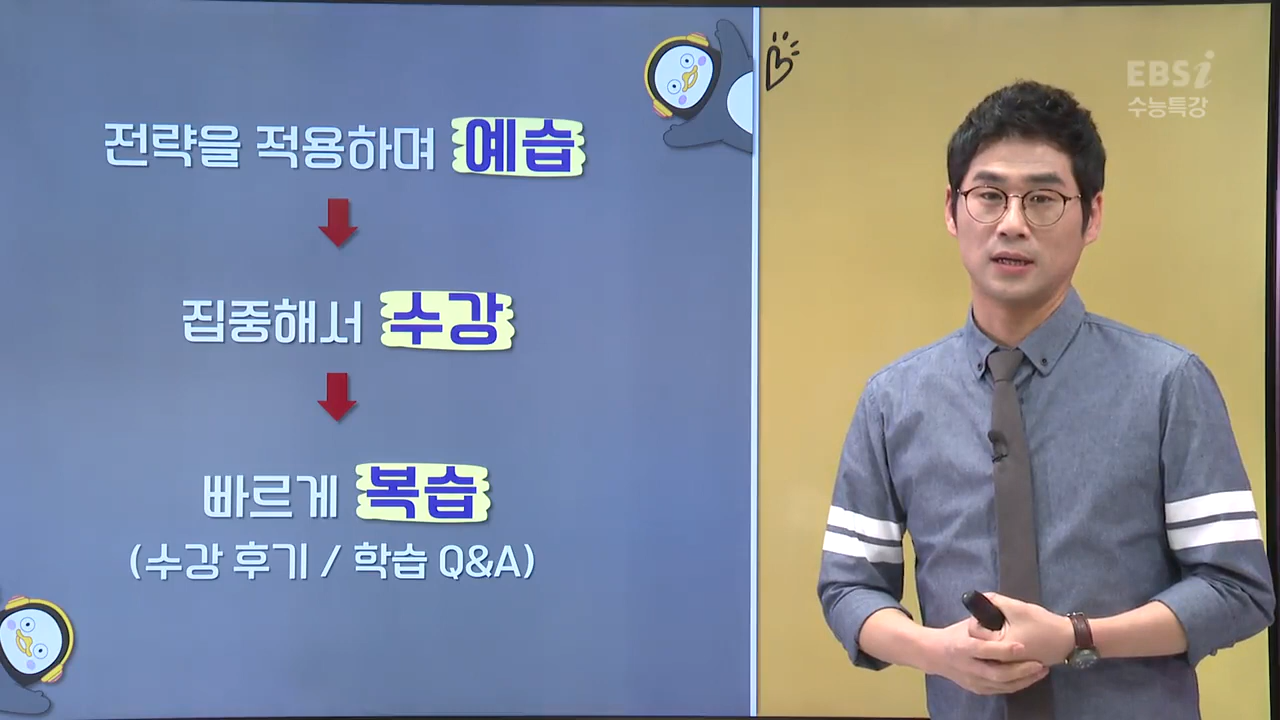 전략을 적용하며 예습
집중해서 수강
빠르게 복습
(수강 후기 / 학습 Q&A)
EBSi
수능특강